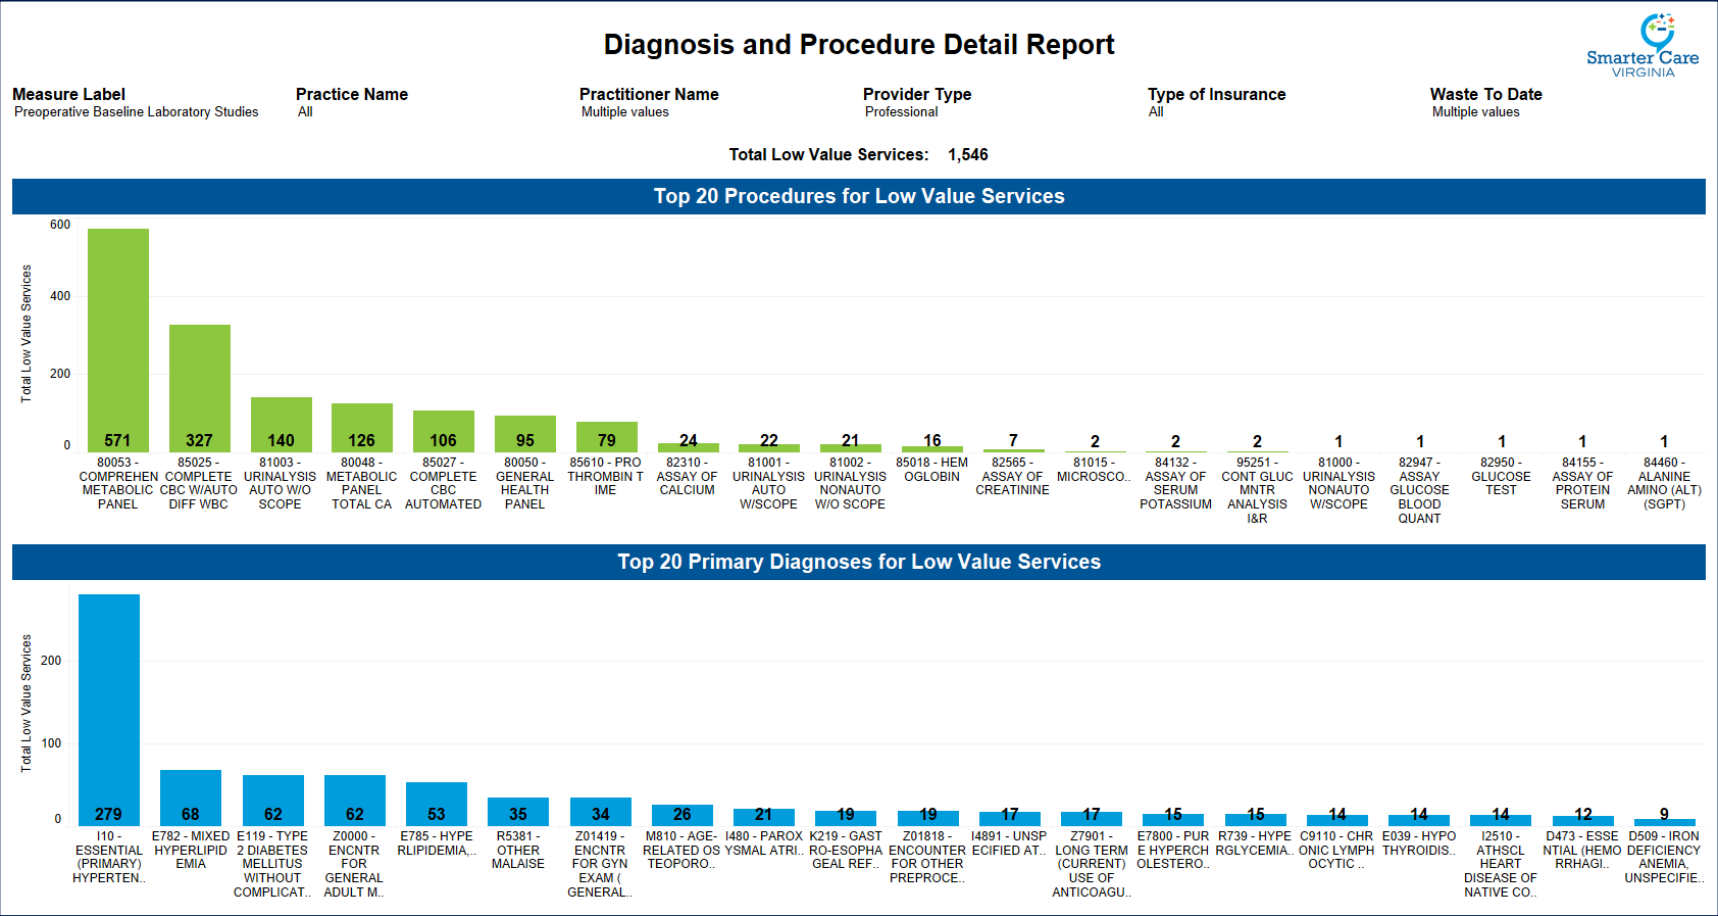 Diagnosis and Procedure Detail Report
Smarter Care
VIRGINIA
Measure Label
Preoperative Baseline Laboratory Studies
Practice Name
All
Practitioner Name
Multiple values
Provider Type
Professional
Type of Insurance
All
Waste To Date
Multiple values
Total Low Value Services: 1,546
Top 20 Procedures for Low Value Services
Total Low Value Services
600
400
200
0
571
327
140
126
106
95
79
24
22
21
16
7
2
2
2
1
1
1
1
1
80053 -
COMPREHEN
METABOLIC
PANEL
85025 -
COMPLETE
CBC W/AUTO
DIFF WBC
81003 -
URINALYSIS
AUTO W/O
SCOPE
80048 -
METABOLIC
PANEL
TOTAL CA
85027 -
COMPLETE
CBC
AUTOMATED
80050 -
GENERAL
HEALTH
PANEL
85610 - PRO
THROMBIN T
IME
82310 -
ASSAY OF
CALCIUM
81001 -
URINALYSIS
AUTO
W/SCOPE
81002 -
URINALYSIS
NONAUTO
W/O SCOPE
85018 - HEM
OGLOBIN
82565 -
ASSAY OF
CREATININE
81015 -
MICROSCO..
84132 -
ASSAY OF
SERUM
POTASSIUM
95251 -
CONT GLUC
MNTR
ANALYSIS
I&R
81000 -
URINALYSIS
NONAUTO
W/SCOPE
82947 -
ASSAY
GLUCOSE
BLOOD
QUANT
82950 -
GLUCOSE
TEST
84155 -
ASSAY OF
PROTEIN
SERUM
84460 -
ALANINE
AMINO (ALT)
(SGPT)
Top 20 Primary Diagnoses for Low Value Services
Total Low Value Services
200
100
0
279
68
62
62
53
35
34
26
21
19
19
17
17
15
15
14
14
14
12
9
I10 -
ESSENTIAL
(PRIMARY)
HYPERTEN..
E782 - MIXED
HYPERLIPID
EMIA
E119 - TYPE
2 DIABETES
MELLITUS
WITHOUT
COMPLICAT..
Z0000 -
ENCNTR
FOR
GENERAL
ADULT M..
E785 - HYPE
RLIPIDEMIA,..
R5381 -
OTHER
MALAISE
Z01419 -
ENCNTR
FOR GYN
EXAM (
GENERAL..
M810 - AGE-
RELATED OS
TEOPORO..
I480 - PAROX
YSMAL ATRI..
K219 - GAST
RO-ESOPHA
GEAL REF..
Z01818 -
ENCOUNTER
FOR OTHER
PREPROCE..
I4891 - UNSP
ECIFIED AT..
Z7901 -
LONG TERM
(CURRENT)
USE OF
ANTICOAGU..
E7800 - PUR
E HYPERCH
OLESTERO..
R739 - HYPE
RGLYCEMIA..
C9110 - CHR
ONIC LYMPH
OCYTIC ..
E039 - HYPO
THYROIDIS..
I2510 -
ATHSCL
HEART
DISEASE OF
NATIVE CO..
D473 - ESSE
NTIAL (HEMO
RRHAGI..
D509 - IRON
DEFICIENCY
ANEMIA,
UNSPECIFIE..